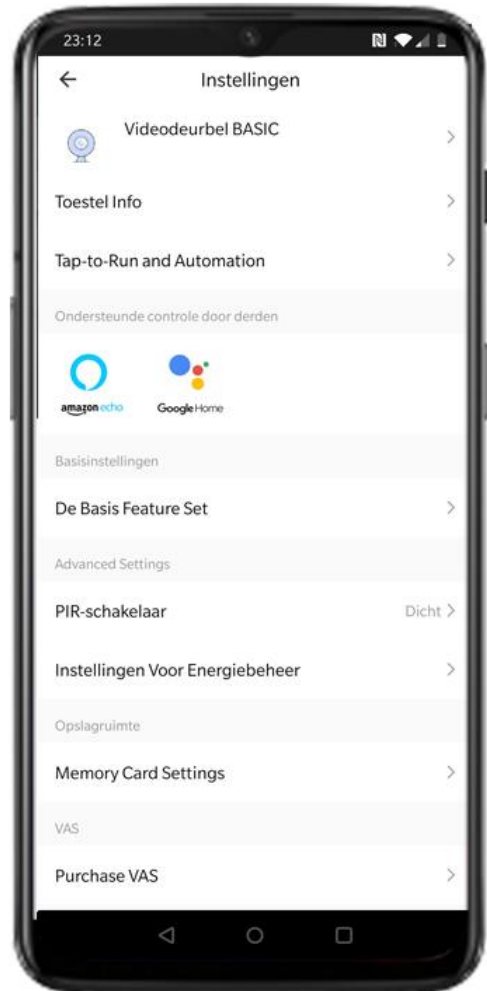 23:12
Instellingen
Videodeurbel BASIC
Toestel Info
Tap-to-Run and Automation
Ondersteunde controle door derden
amazon echo
Google Home
Basisinstellingen
De Basis Feature Set
Advanced Settings
PIR-schakelaar
Dicht
Instellingen Voor Energiebeheer
Opslagruimte
Memory Card Settings
VAS
Purchase VAS